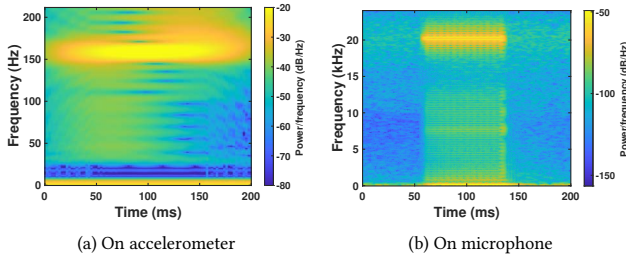 200
150
100
50
0
Frequency (Hz)
0 50 100 150 200
Time (ms)
-20
-30
-40
-50
-60
-70
-80
Power/frequency (dB/Hz)
(a) On accelerometer
20
15
10
5
0
Frequency (kHz)
0 50 100 150 200
Time (ms)
-50
-100
-150
Power/frequency (dB/Hz)
(b) On microphone